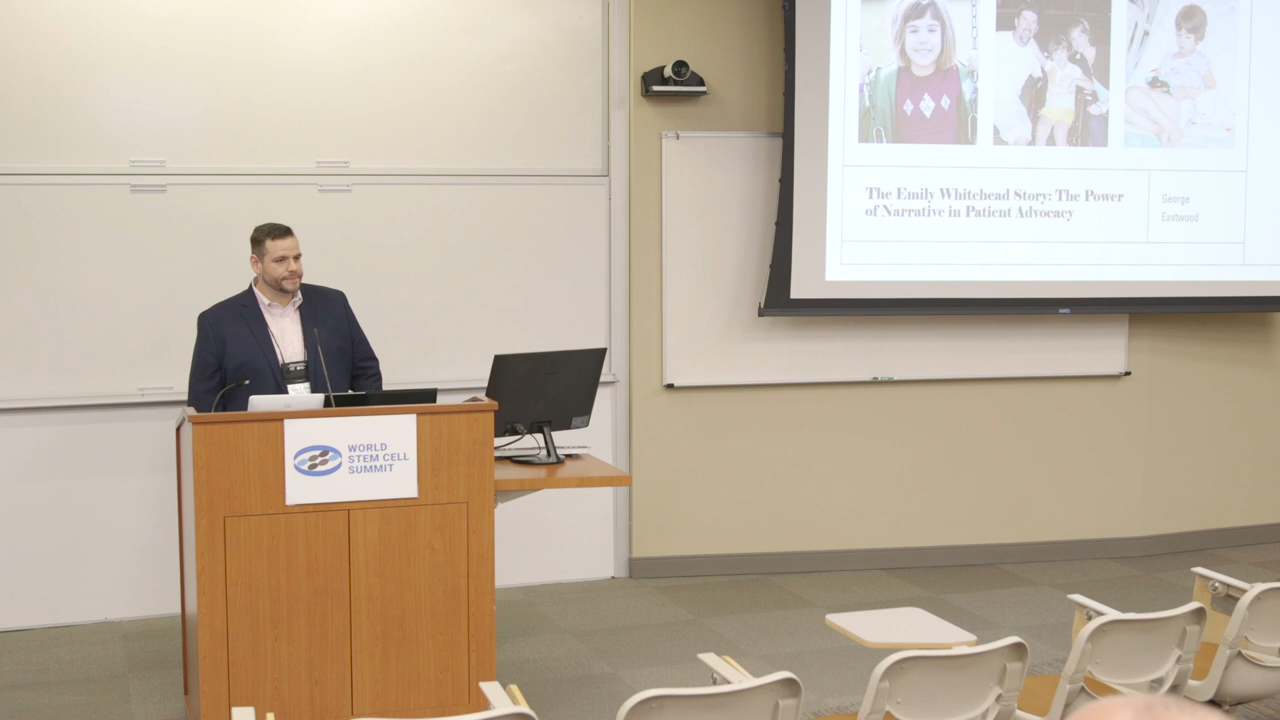 The Emily Whitehead Story: The Power
of Narrative in Patient Advocacy
George
Eastwood
WORLD
STEM CELL
SUMMIT